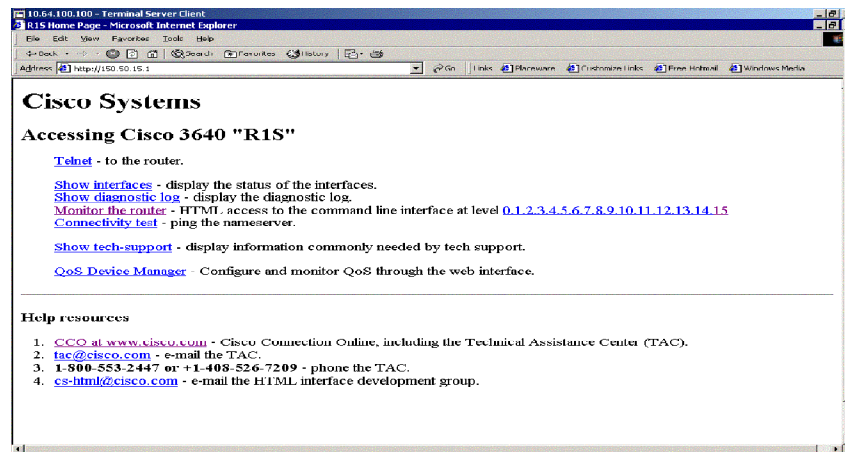 10.64.100.100 - Terminal Server Client
R1S Home Page - Microsoft Internet Explorer
File Edit View Favorites Tools Help
Back Search Favorites History
Address http://150.50.15.1 Go Links Placeware Customize Links Free Hotmail Windows Media
Cisco Systems
Accessing Cisco 3640 "R1S"
Telnet - to the router.
Show interfaces - display the status of the interfaces.
Show diagnostic log - display the diagnostic log.
Monitor the router - HTML access to the command line interface at level 0,1,2,3,4,5,6,7,8,9,10,11,12,13,14,15
Connectivity test - ping the nameserver.
Show tech-support - display information commonly needed by tech support.
QoS Device Manager - Configure and monitor QoS through the web interface.
Help resources
1. CCO at www.cisco.com - Cisco Connection Online, including the Technical Assistance Center (TAC).
2. tac@cisco.com - e-mail the TAC.
3. 1-800-553-2447 or +1-408-526-7209 - phone the TAC.
4. cs-html@cisco.com - e-mail the HTML interface development group.